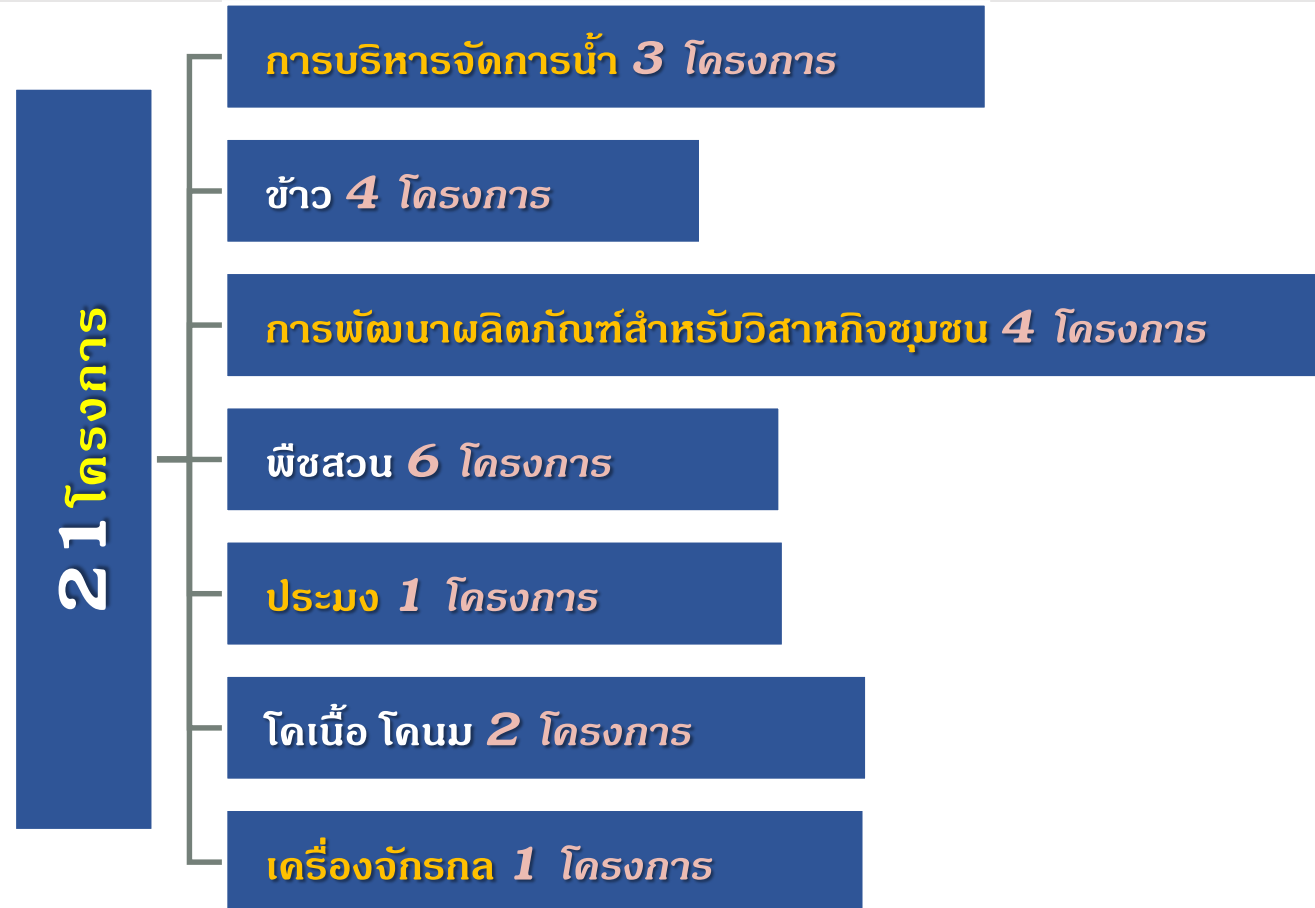 21 โครงการ
การบริหารจัดการน้ำ 3 โครงการ
ข้าว 4 โครงการ
การพัฒนาผลิตภัณฑ์สำหรับวิสาหกิจชุมชน 4 โครงการ
พืชสวน 6 โครงการ
ประมง 1 โครงการ
โคเนื้อ โคนม 2 โครงการ
เครื่องจักรกล 1 โครงการ